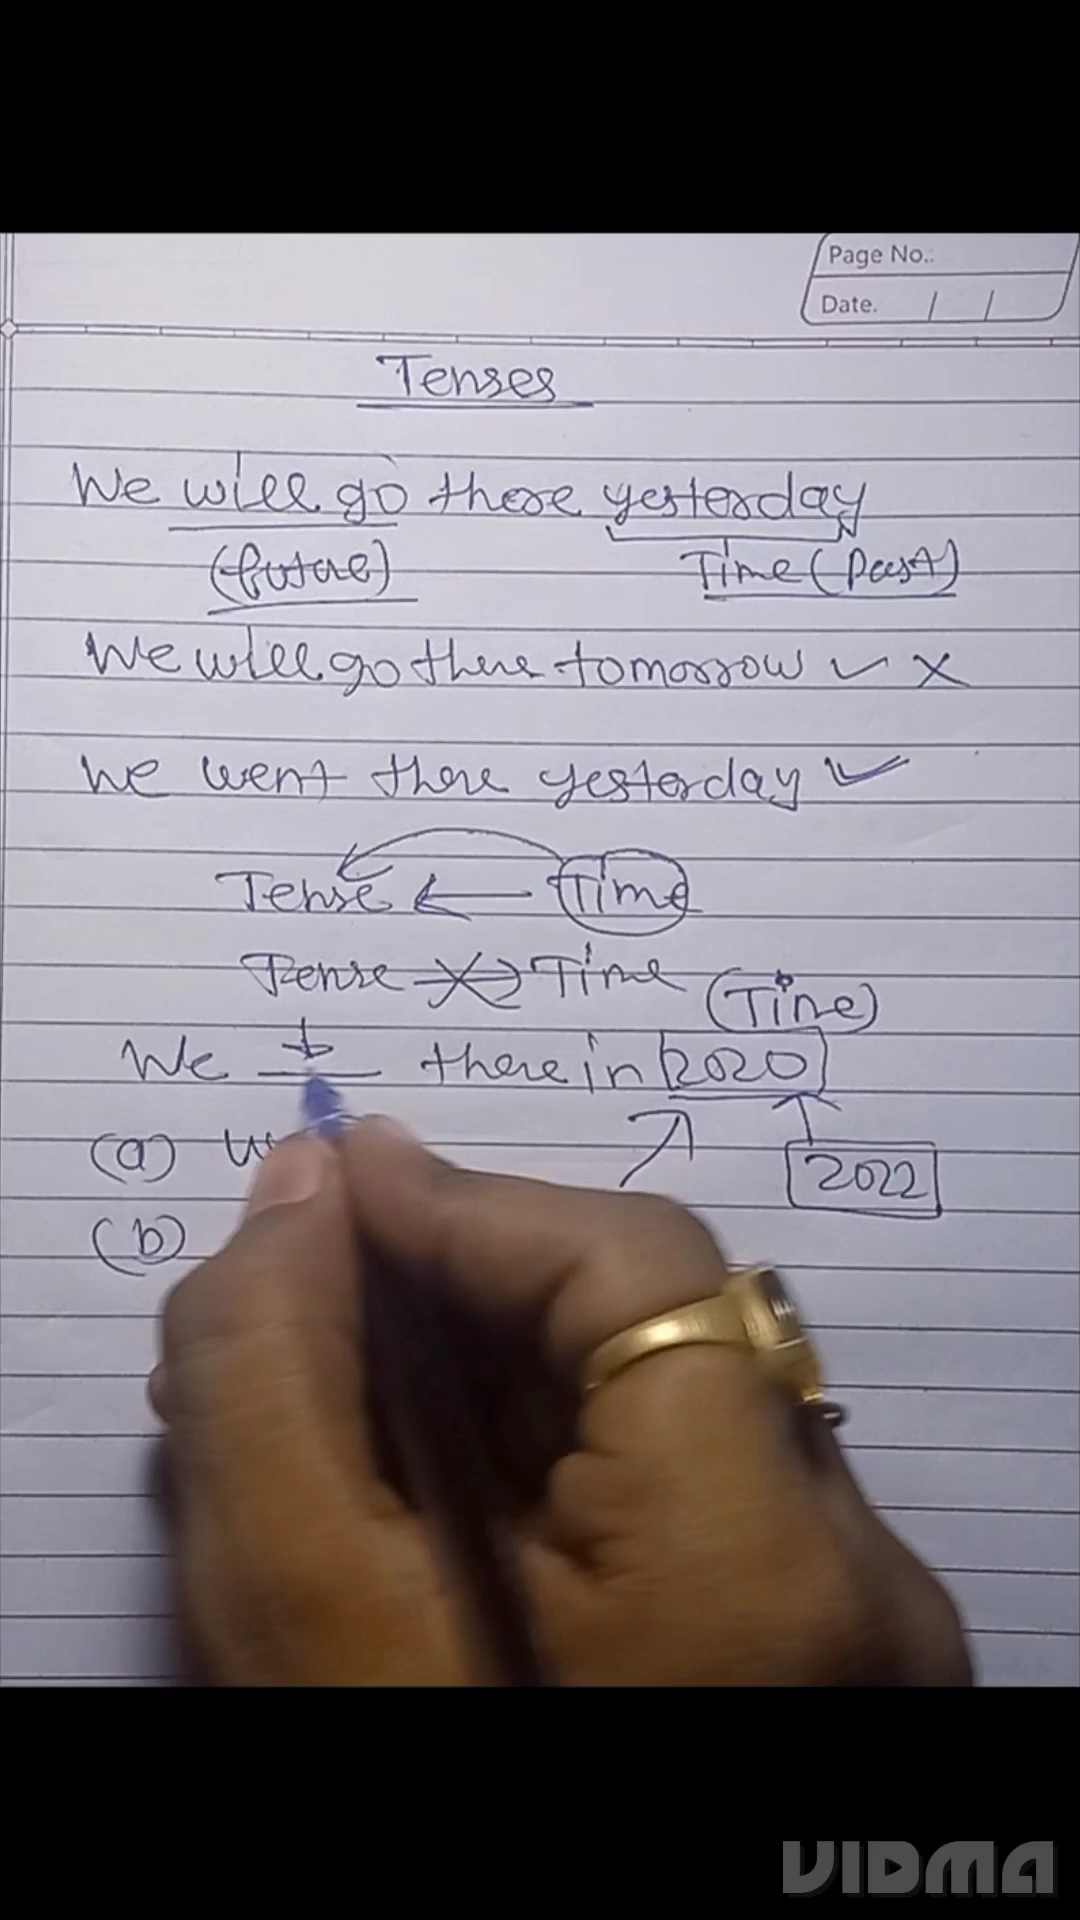 Page No.:
Date. / /
Tenses
We will go there yesterday
(future) Time (Past)
We will go there tomorrow ✓ ✗
We went there yesterday ✓
Tense ← Time
Tense ✗→ Time (Time)
We there in 2020
(a)
2022
(b)
VIDMA